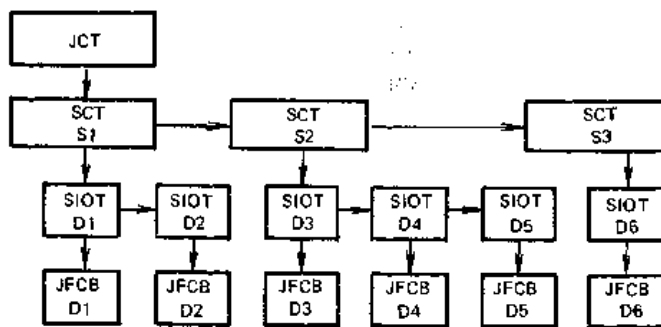 JCT
SCT
S1
SCT
S2
SCT
S3
SIOT
D1
SIOT
D2
SIOT
D3
SIOT
D4
SIOT
D5
SIOT
D6
JFCB
D1
JFCB
D2
JFCB
D3
JFCB
D4
JFCB
D5
JFCB
D6